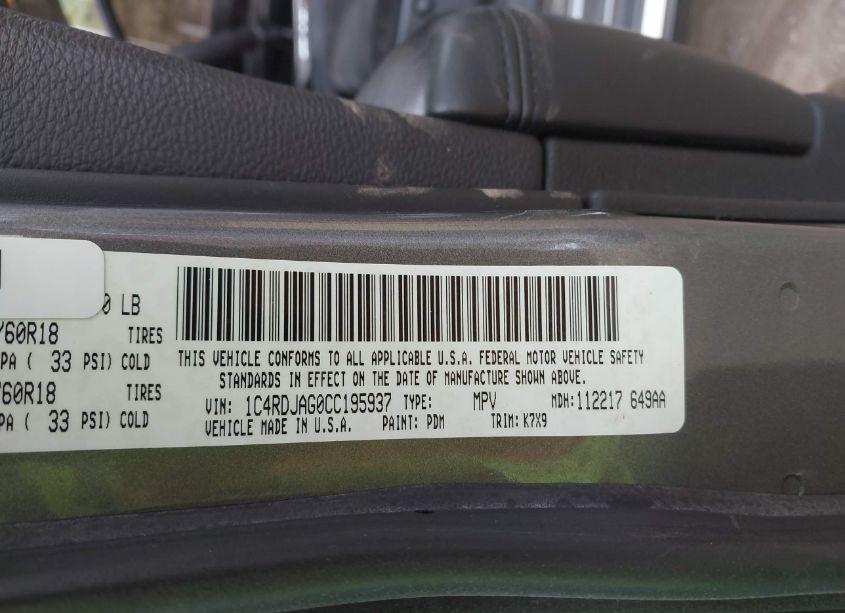 0 LB
/60R18 TIRES
PA ( 33 PSI) COLD
/60R18 TIRES
PA ( 33 PSI) COLD
THIS VEHICLE CONFORMS TO ALL APPLICABLE U.S.A. FEDERAL MOTOR VEHICLE SAFETY
STANDARDS IN EFFECT ON THE DATE OF MANUFACTURE SHOWN ABOVE.
VIN: 1C4RDJAG0CC195937 TYPE: MPV MDH:112217 649AA
VEHICLE MADE IN U.S.A. PAINT: PDM TRIM: K7X9